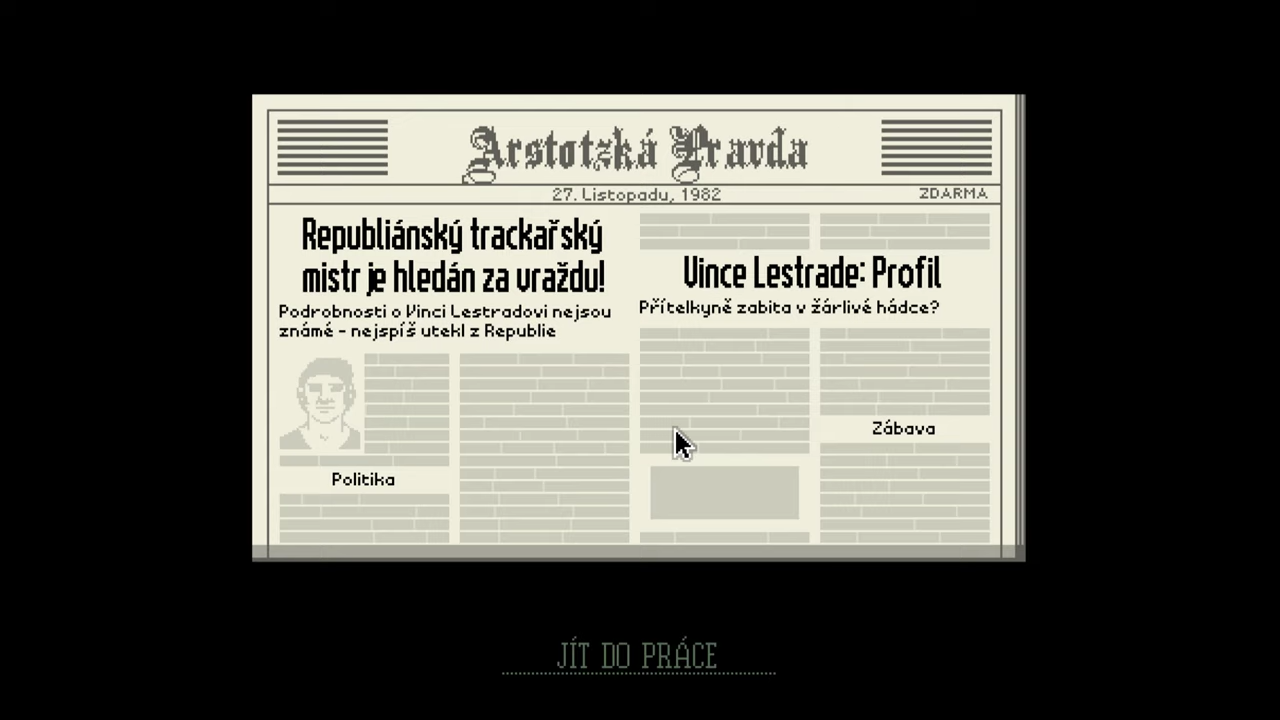 Arstotzká Pravda
27. Listopadu, 1982
ZDARMA
Republiánský trackařský
mistr je hledán za vraždu!
Podrobnosti o Vinci Lestradovi nejsou
známé - nejspíš utekl z Republie
Politika
Vince Lestrade: Profil
Přítelkyně zabita v žárlivé hádce?
Zábava
JÍT DO PRÁCE